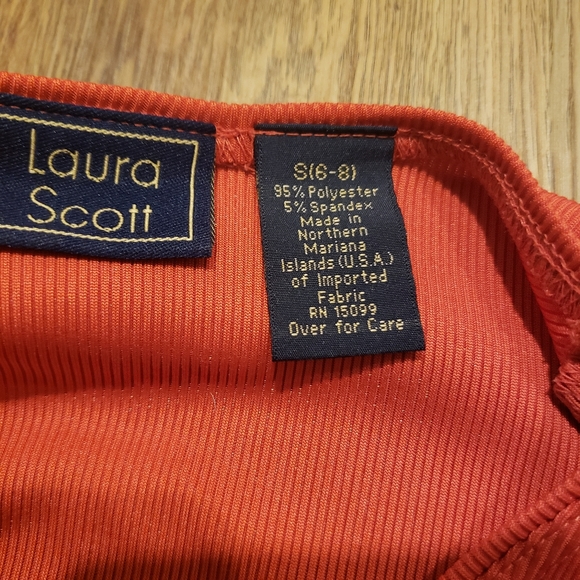 Laura
Scott
S(6-8)
95% Polyester
5% Spandex
Made in
Northern
Mariana
Islands (U.S.A.)
of Imported
Fabric
RN 15099
Over for Care